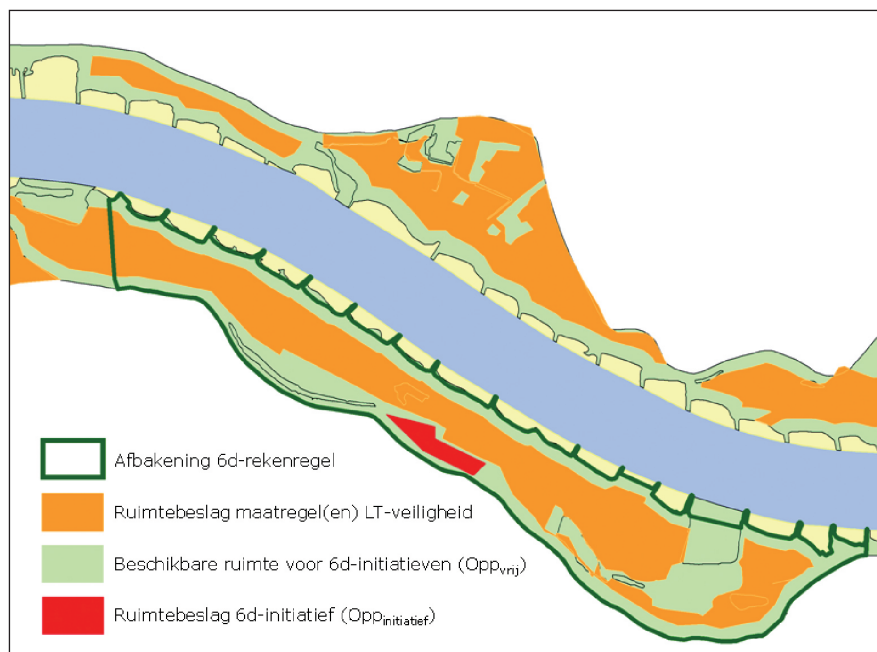 Afbakening 6d-rekenregel
Ruimtebeslag maatregel(en) LT-veiligheid
Beschikbare ruimte voor 6d-initiatieven (Oppvrij)
Ruimtebeslag 6d-initiatief (Oppinitiatief)